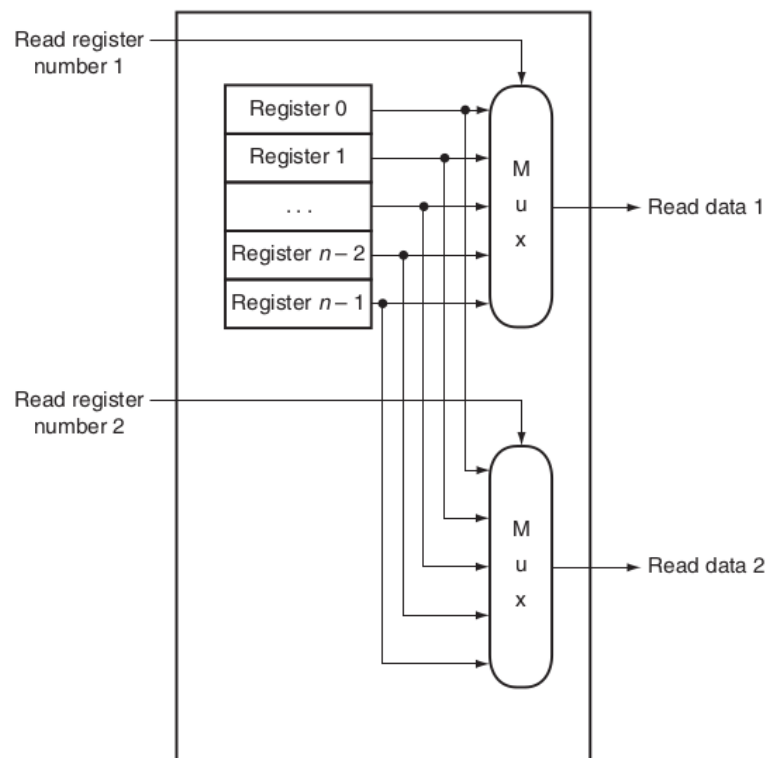 Read register
number 1
Register 0
Register 1
. . .
Register n – 2
Register n – 1
M
u
x
Read data 1
Read register
number 2
M
u
x
Read data 2